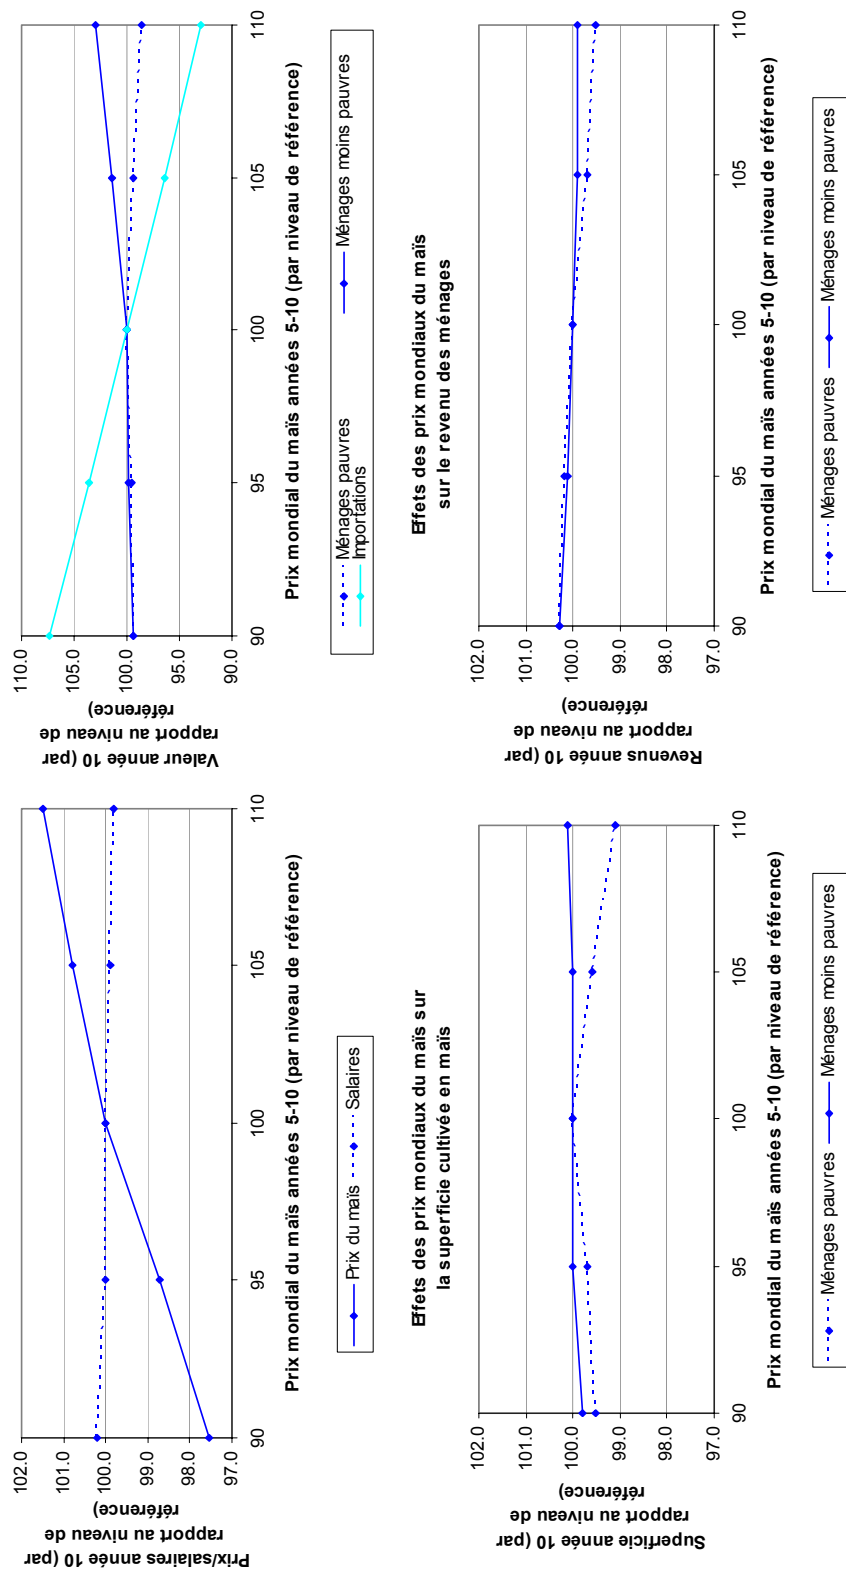 Prix/salaires année 10 (par
rapport au niveau de
référence)
102.0
101.0
100.0
99.0
98.0
97.0
90
95
100
105
110
Prix mondial du maïs années 5-10 (par niveau de référence)
Prix du maïs
Salaires
Valeur année 10 (par
rapport au niveau de
référence)
110.0
105.0
100.0
95.0
90.0
90
95
100
105
110
Prix mondial du maïs années 5-10 (par niveau de référence)
Ménages pauvres
Ménages moins pauvres
Importations
Effets des prix mondiaux du maïs sur
la superficie cultivée en maïs
Superficie année 10 (par
rapport au niveau de
référence)
102.0
101.0
100.0
99.0
98.0
97.0
90
95
100
105
110
Prix mondial du maïs années 5-10 (par niveau de référence)
Ménages pauvres
Ménages moins pauvres
Effets des prix mondiaux du maïs
sur le revenu des ménages
Revenus année 10 (par
rapport au niveau de
référence)
102.0
101.0
100.0
99.0
98.0
97.0
90
95
100
105
110
Prix mondial du maïs années 5-10 (par niveau de référence)
Ménages pauvres
Ménages moins pauvres